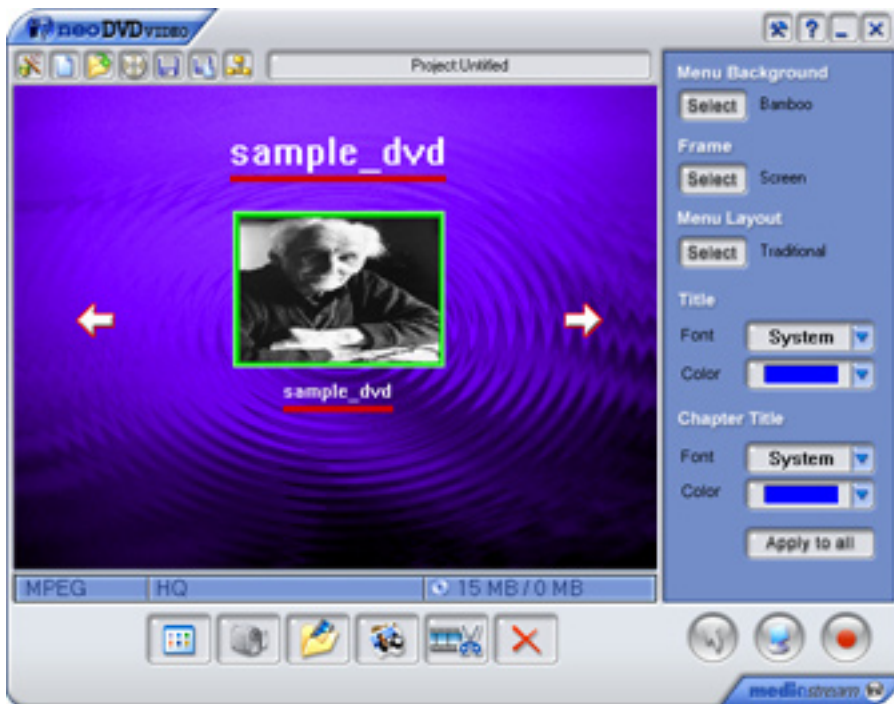 neoDVD VIDEO
?
Project:Untitled
sample_dvd
sample_dvd
MPEG
HQ
15 MB / 0 MB
Menu Background
Select
Bamboo
Frame
Select
Screen
Menu Layout
Select
Traditional
Title
Font
System
Color
Chapter Title
Font
System
Color
Apply to all
mediostream